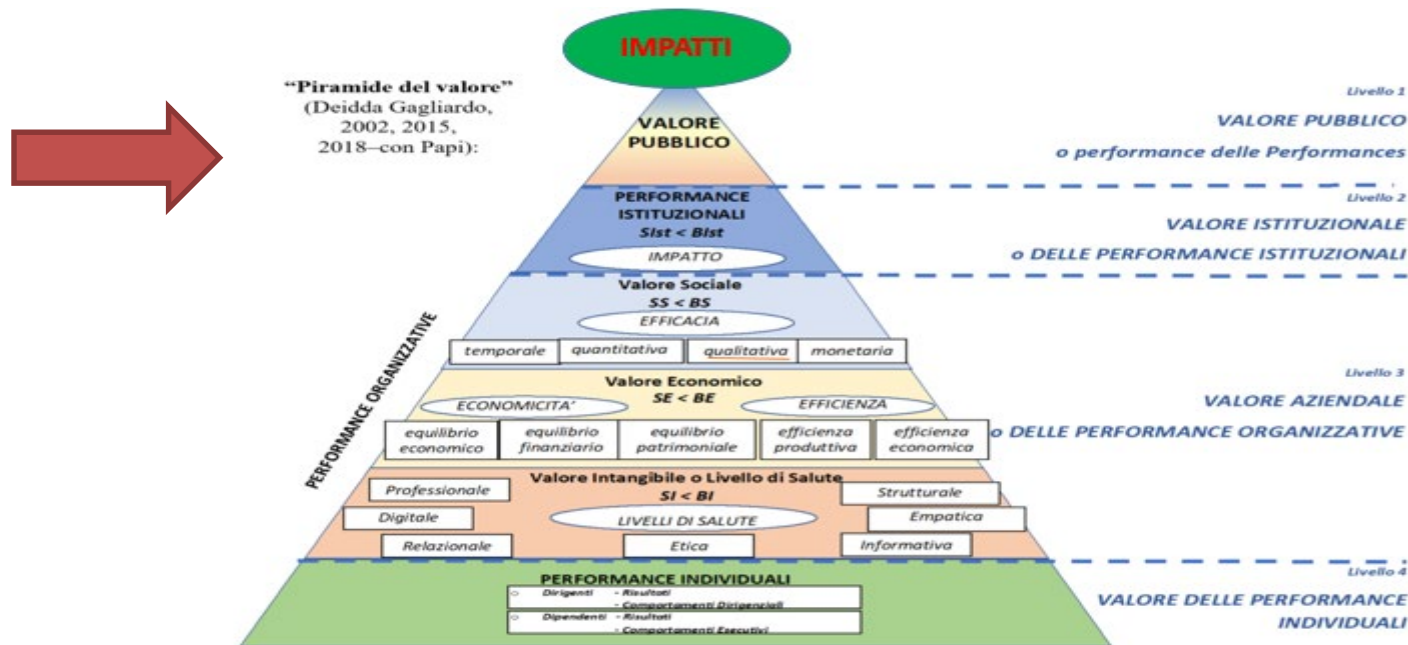 IMPATTI
“Piramide del valore”
(Deidda Gagliardo,
2002, 2015,
2018–con Papi):
VALORE
PUBBLICO
Livello 1
VALORE PUBBLICO
o performance delle Performances
PERFORMANCE
ISTITUZIONALI
SIst < BIst
IMPATTO
Livello 2
VALORE ISTITUZIONALE
o DELLE PERFORMANCE ISTITUZIONALI
PERFORMANCE ORGANIZZATIVE
Valore Sociale
SS < BS
EFFICACIA
temporale
quantitativa
qualitativa
monetaria
Valore Economico
SE < BE
ECONOMICITA’
EFFICIENZA
equilibrio
economico
equilibrio
finanziario
equilibrio
patrimoniale
efficienza
produttiva
efficienza
economica
Livello 3
VALORE AZIENDALE
o DELLE PERFORMANCE ORGANIZZATIVE
Valore Intangibile o Livello di Salute
SI < BI
LIVELLI DI SALUTE
Professionale
Strutturale
Digitale
Empatica
Relazionale
Etica
Informativa
PERFORMANCE INDIVIDUALI
o Dirigenti - Risultati
- Comportamenti Dirigenziali
o Dipendenti - Risultati
- Comportamenti Esecutivi
Livello 4
VALORE DELLE PERFORMANCE
INDIVIDUALI